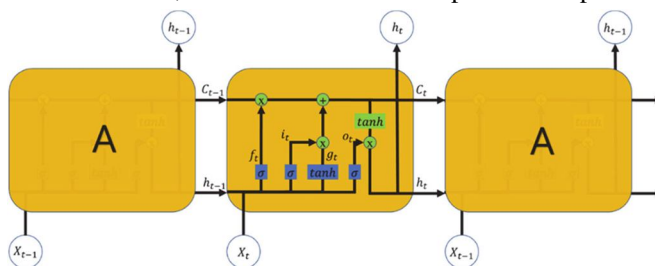 h_{t-1} h_t h_{t-1}
C_{t-1} C_t
x + 
tanh
A i_t o_t A
x x
f_t g_t
σ σ tanh σ
h_{t-1} h_t
X_{t-1} X_t X_{t-1}